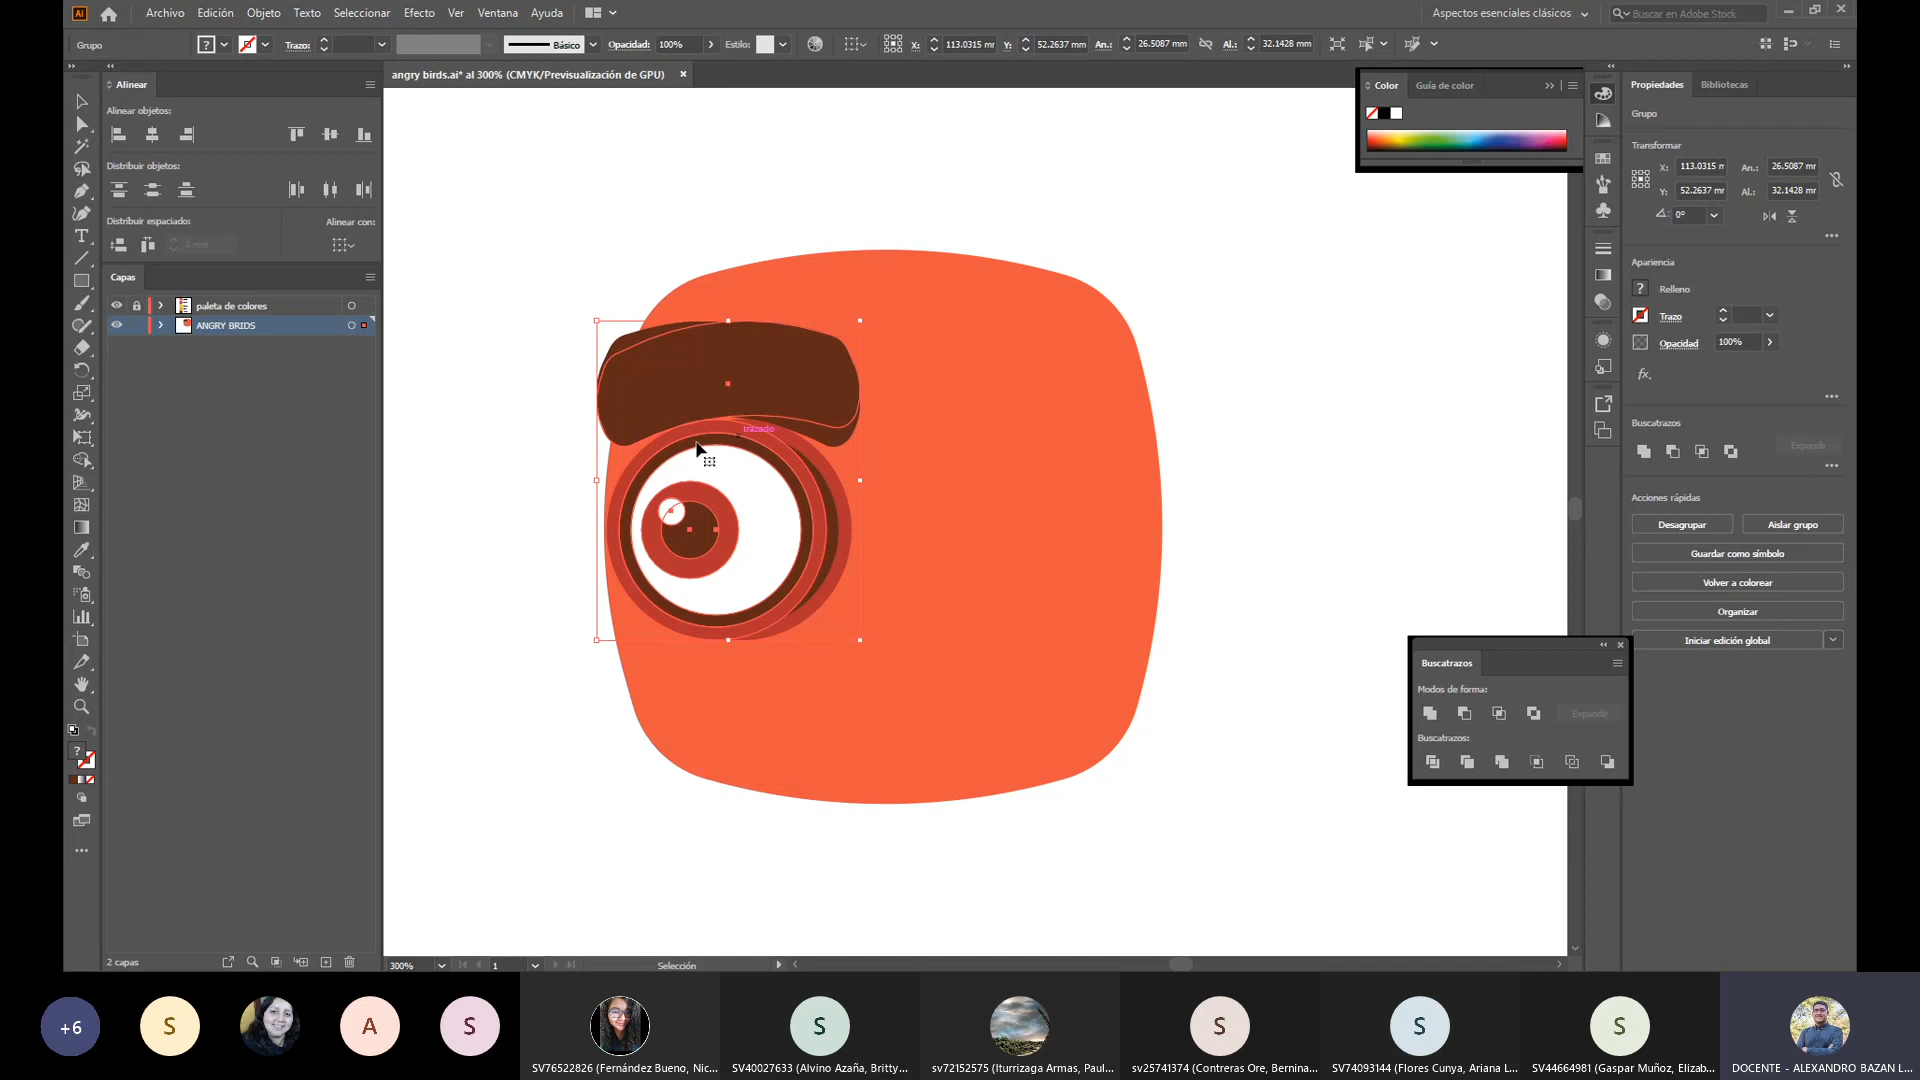 Ai Archivo Edición Objeto Texto Seleccionar Efecto Ver Ventana Ayuda Aspectos esenciales clásicos Buscar en Adobe Stock
Grupo ? Trazo: Básico Opacidad: 100% Estilo: X: 113.0315 mr Y: 52.2637 mm An.: 26.5087 mm Al.: 32.1428 mm
angry birds.ai* al 300% (CMYK/Previsualización de GPU) ×
Alinear
Alinear objetos:
Distribuir objetos:
Distribuir espaciado: Alinear con:
0 mm
Capas
paleta de colores
ANGRY BRIDS
2 capas
trazado
Color Guía de color
Propiedades Bibliotecas
Grupo
Transformar
X: 113.0315 m An.: 26.5087 mr
Y: 52.2637 mm Al.: 32.1428 mr
0°
Apariencia
? Relleno
Trazo
Opacidad 100%
fx.
Buscatrazos
Expandir
Acciones rápidas
Desagrupar Aislar grupo
Guardar como símbolo
Volver a colorear
Organizar
Iniciar edición global
Buscatrazos
Modos de forma:
Expandir
Buscatrazos:
300% 1 Selección
+6 S A S S S S S
SV76522826 (Fernández Bueno, Nic... SV40027633 (Alvino Azaña, Britty... sv72152575 (Iturrizaga Armas, Paul... sv25741374 (Contreras Ore, Bernina... SV74093144 (Flores Cunya, Ariana L... SV44664981 (Gaspar Muñoz, Elizab... DOCENTE - ALEXANDRO BAZAN L...